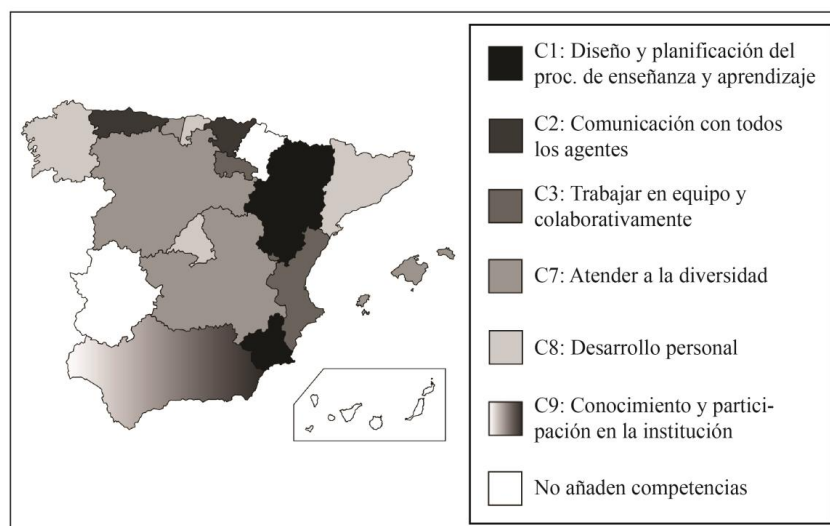 C1: Diseño y planificación del
proc. de enseñanza y aprendizaje
C2: Comunicación con todos
los agentes
C3: Trabajar en equipo y
colaborativamente
C7: Atender a la diversidad
C8: Desarrollo personal
C9: Conocimiento y partici-
pación en la institución
No añaden competencias